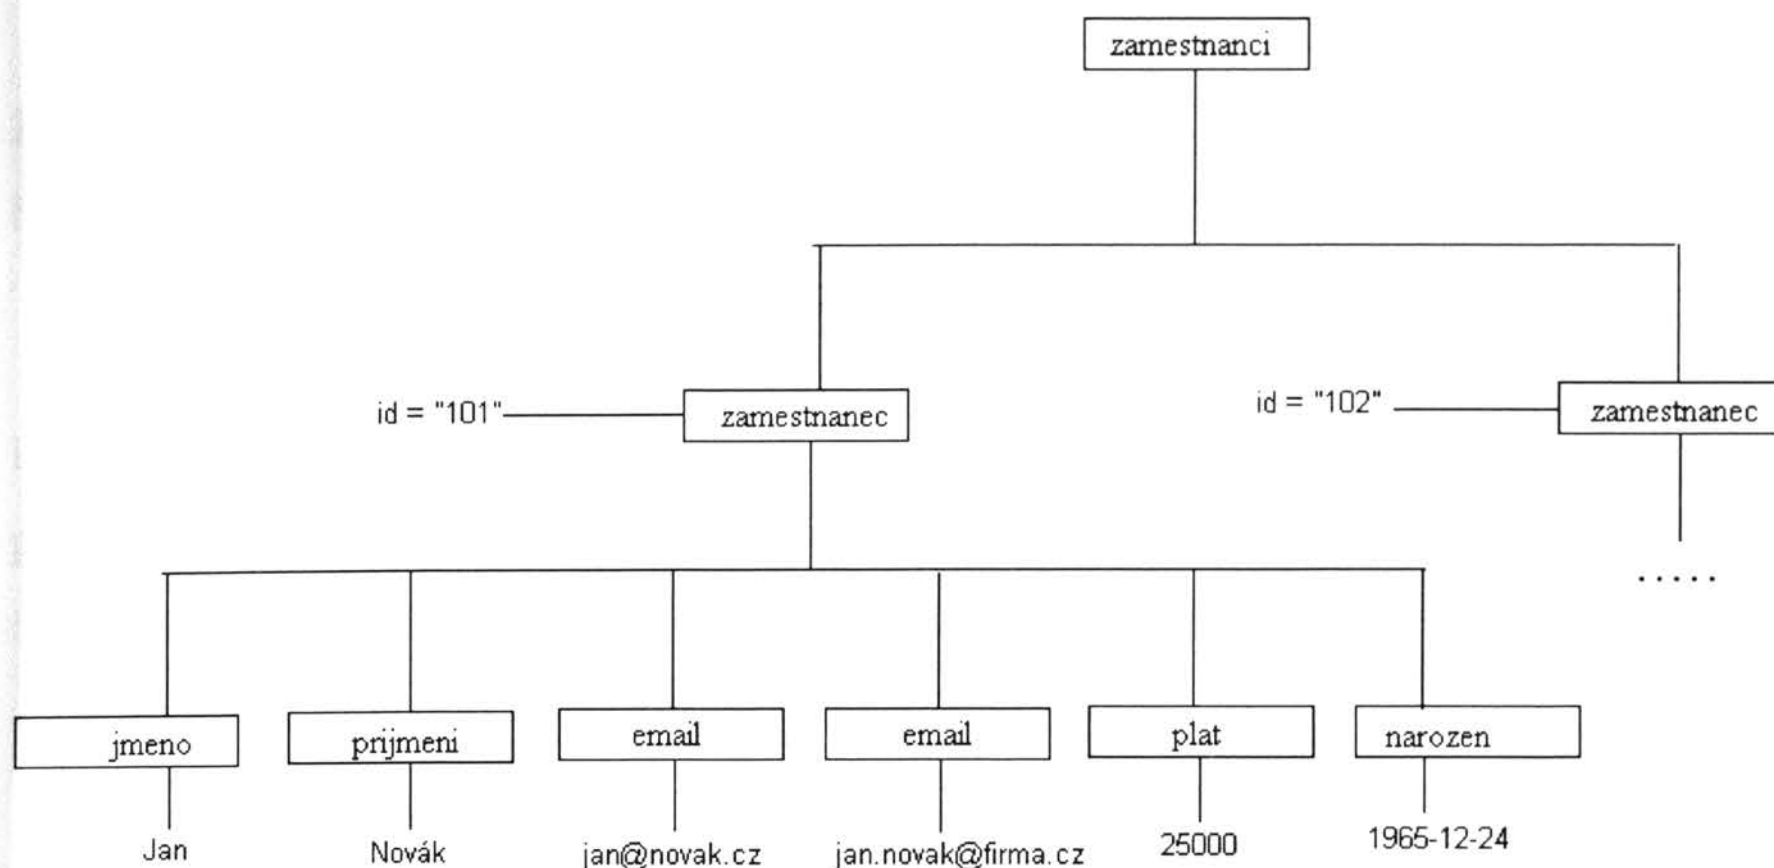 zamestnanci
id = "101"
zamestnanec
id = "102"
zamestnanec
.....
jmeno
prijmeni
email
email
plat
narozen
Jan
Novák
jan@novak.cz
jan.novak@firma.cz
25000
1965-12-24